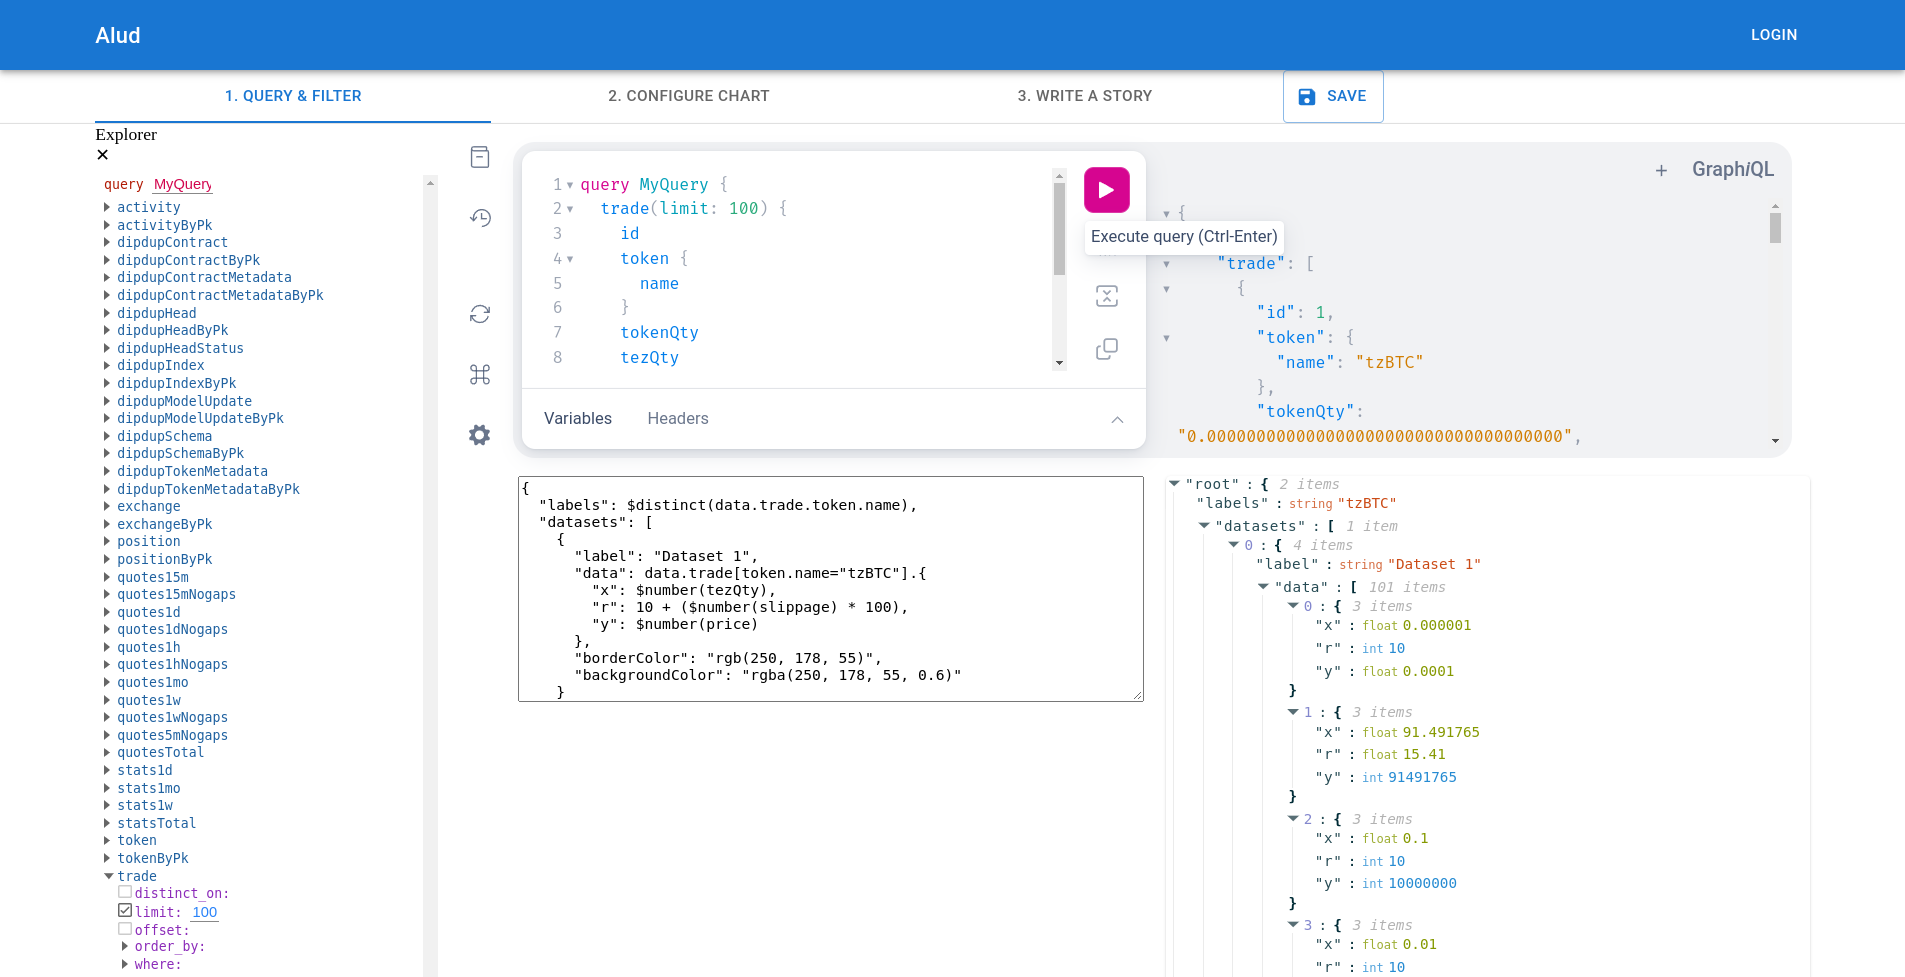 Alud
LOGIN
1. QUERY & FILTER
2. CONFIGURE CHART
3. WRITE A STORY
SAVE
Explorer
query MyQuery
activity
activityByPk
dipdupContract
dipdupContractByPk
dipdupContractMetadata
dipdupContractMetadataByPk
dipdupHead
dipdupHeadByPk
dipdupHeadStatus
dipdupIndex
dipdupIndexByPk
dipdupModelUpdate
dipdupModelUpdateByPk
dipdupSchema
dipdupSchemaByPk
dipdupTokenMetadata
dipdupTokenMetadataByPk
exchange
exchangeByPk
position
positionByPk
quotes15m
quotes15mNogaps
quotes1d
quotes1dNogaps
quotes1h
quotes1hNogaps
quotes1mo
quotes1w
quotes1wNogaps
quotes5mNogaps
quotesTotal
stats1d
stats1mo
stats1w
statsTotal
token
tokenByPk
trade
distinct_on:
limit: 100
offset:
order_by:
where:
1 query MyQuery {
2 trade(limit: 100) {
3 id
4 token {
5 name
6 }
7 tokenQty
8 tezQty
Variables
Headers
Execute query (Ctrl-Enter)
+ GraphiQL
{
"trade": [
{
"id": 1,
"token": {
"name": "tzBTC"
},
"tokenQty":
"0.000000000000000000000000000000000000",
{
"labels": $distinct(data.trade.token.name),
"datasets": [
{
"label": "Dataset 1",
"data": data.trade[token.name="tzBTC"].{
"x": $number(tezQty),
"r": 10 + ($number(slippage) * 100),
"y": $number(price)
},
"borderColor": "rgb(250, 178, 55)",
"backgroundColor": "rgba(250, 178, 55, 0.6)"
}
"root" : { 2 items
"labels" : string "tzBTC"
"datasets" : [ 1 item
0 : { 4 items
"label" : string "Dataset 1"
"data" : [ 101 items
0 : { 3 items
"x" : float 0.000001
"r" : int 10
"y" : float 0.0001
}
1 : { 3 items
"x" : float 91.491765
"r" : float 15.41
"y" : int 91491765
}
2 : { 3 items
"x" : float 0.1
"r" : int 10
"y" : int 10000000
}
3 : { 3 items
"x" : float 0.01
"r" : int 10